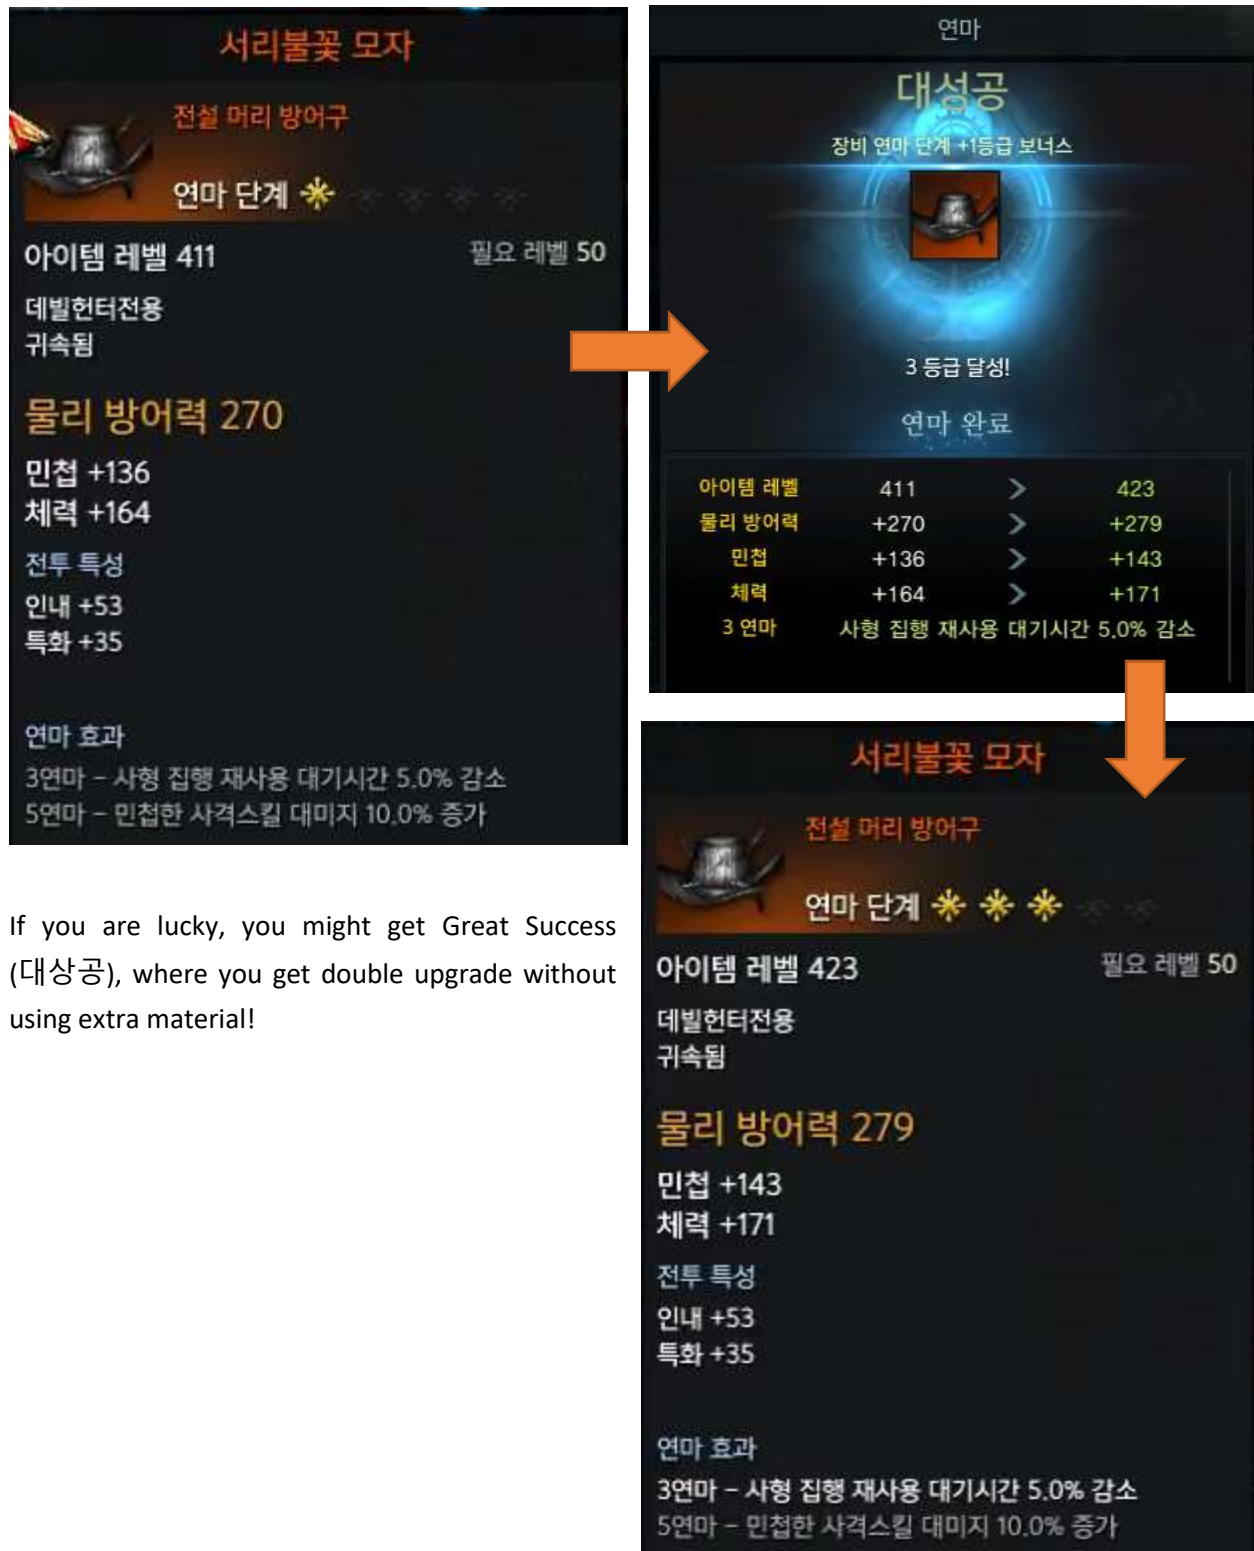 서리불꽃 모자
전설 머리 방어구
연마 단계
아이템 레벨 411 필요 레벨 50
데빌헌터전용
귀속됨
물리 방어력 270
민첩 +136
체력 +164
전투 특성
인내 +53
특화 +35
연마 효과
3연마 – 사형 집행 재사용 대기시간 5.0% 감소
5연마 – 민첩한 사격스킬 대미지 10.0% 증가
연마
대성공
장비 연마 단계 +1등급 보너스
3 등급 달성!
연마 완료
아이템 레벨 411 > 423
물리 방어력 +270 > +279
민첩 +136 > +143
체력 +164 > +171
3 연마 사형 집행 재사용 대기시간 5.0% 감소
If you are lucky, you might get Great Success
(대상공), where you get double upgrade without
using extra material!
서리불꽃 모자
전설 머리 방어구
연마 단계
아이템 레벨 423 필요 레벨 50
데빌헌터전용
귀속됨
물리 방어력 279
민첩 +143
체력 +171
전투 특성
인내 +53
특화 +35
연마 효과
3연마 – 사형 집행 재사용 대기시간 5.0% 감소
5연마 – 민첩한 사격스킬 대미지 10.0% 증가